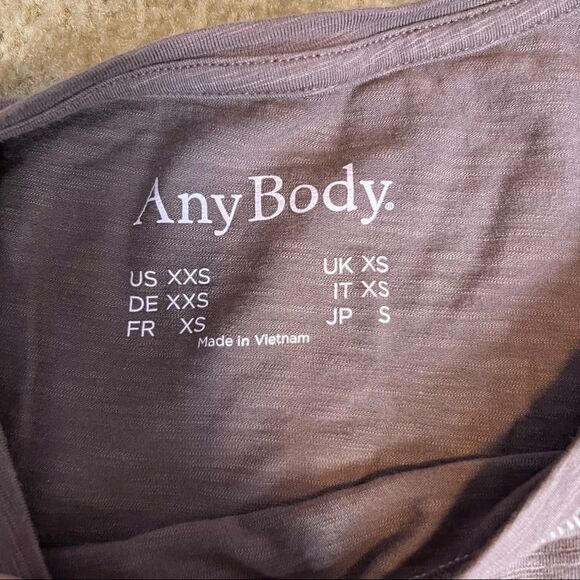 AnyBody.
US XXS UK XS
DE XXS IT XS
FR XS JP S
Made in Vietnam